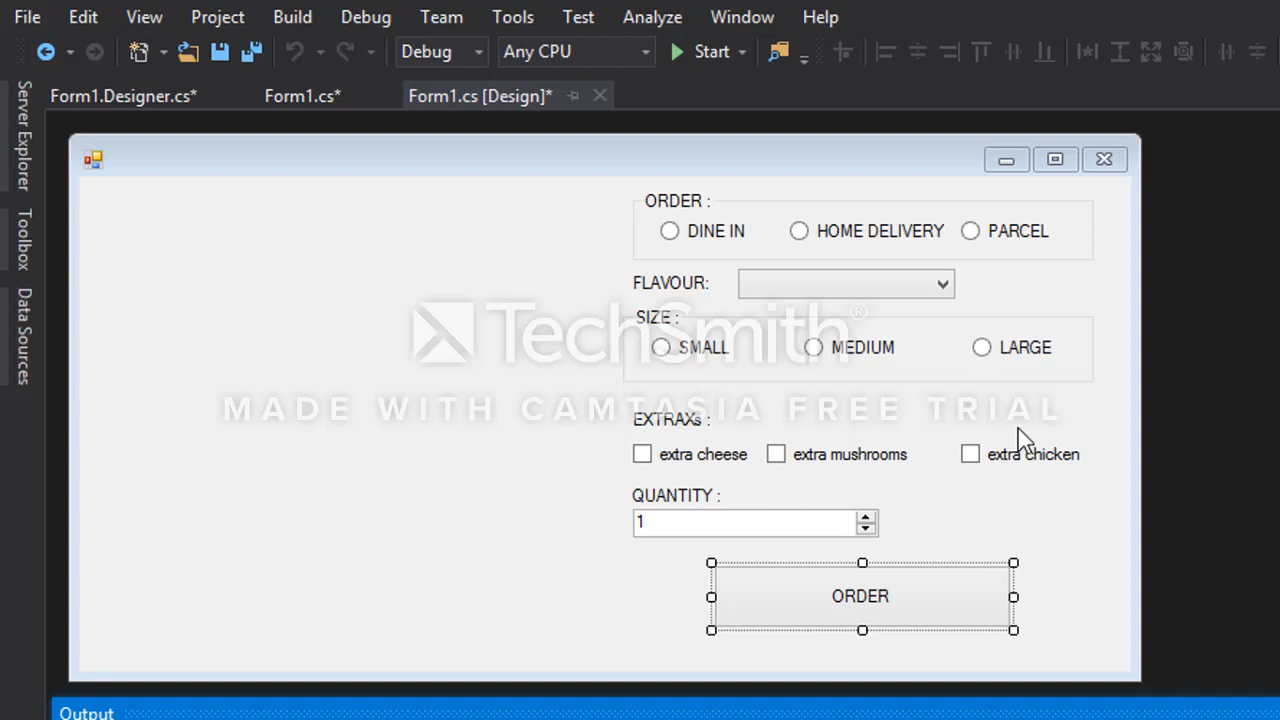 File Edit View Project Build Debug Team Tools Test Analyze Window Help
Debug Any CPU Start
Form1.Designer.cs* Form1.cs* Form1.cs [Design]*
Server Explorer
Toolbox
Data Sources
ORDER :
DINE IN HOME DELIVERY PARCEL
FLAVOUR:
SIZE :
SMALL MEDIUM LARGE
TechSmith®
MADE WITH CAMTASIA FREE TRIAL
EXTRAXs :
extra cheese extra mushrooms extra chicken
QUANTITY :
1
ORDER
Output